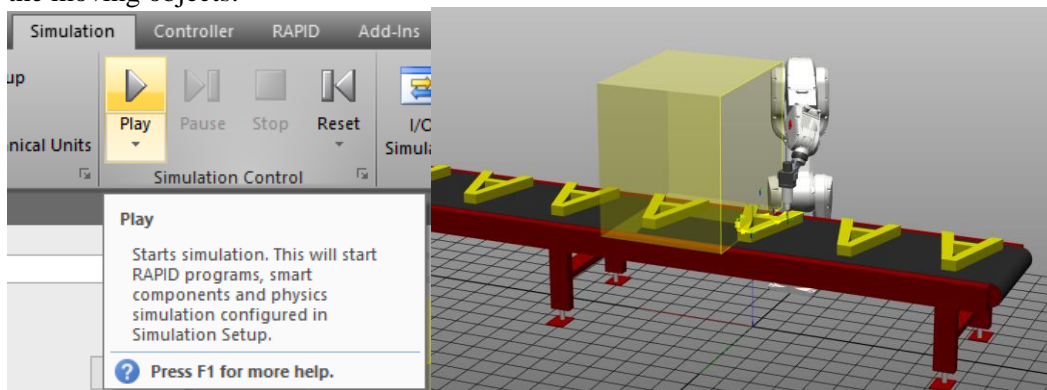 the moving objects.
Simulation Controller RAPID Add-Ins
up
Play Pause Stop Reset I/O
nical Units Simula
Simulation Control
Play
Starts simulation. This will start
RAPID programs, smart
components and physics
simulation configured in
Simulation Setup.
Press F1 for more help.